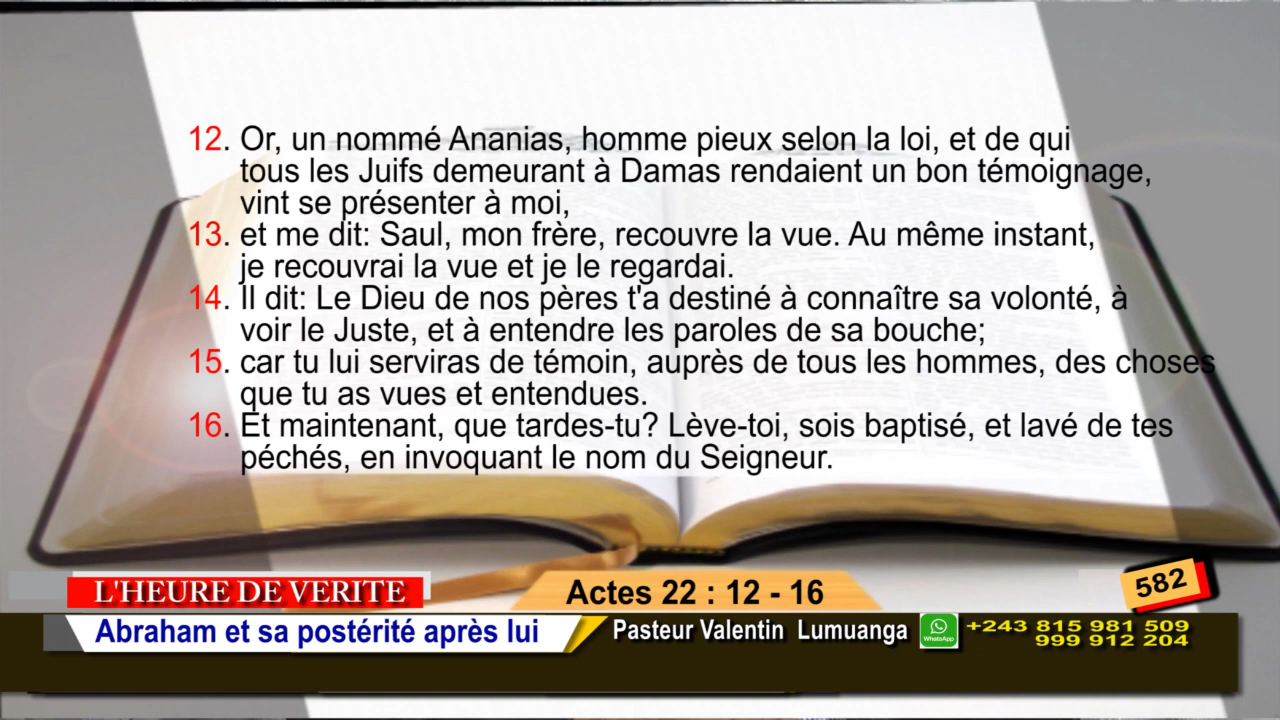 12. Or, un nommé Ananias, homme pieux selon la loi, et de qui
tous les Juifs demeurant à Damas rendaient un bon témoignage,
vint se présenter à moi,
13. et me dit: Saul, mon frère, recouvre la vue. Au même instant,
je recouvrai la vue et je le regardai.
14. Il dit: Le Dieu de nos pères t'a destiné à connaître sa volonté, à
voir le Juste, et à entendre les paroles de sa bouche;
15. car tu lui serviras de témoin, auprès de tous les hommes, des choses
que tu as vues et entendues.
16. Et maintenant, que tardes-tu? Lève-toi, sois baptisé, et lavé de tes
péchés, en invoquant le nom du Seigneur.
L'HEURE DE VERITE
Actes 22 : 12 - 16
582
Abraham et sa postérité après lui
Pasteur Valentin Lumuanga
WhatsApp
+243 815 981 509
999 912 204